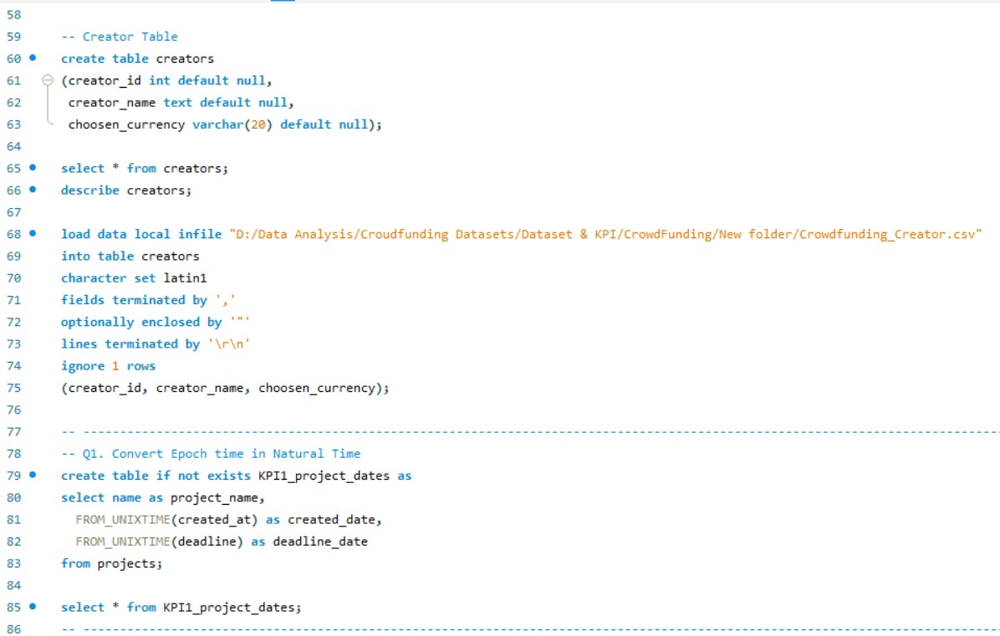 58
59 -- Creator Table
60 create table creators
61 (creator_id int default null,
62 creator_name text default null,
63 choosen_currency varchar(20) default null);
64
65 select * from creators;
66 describe creators;
67
68 load data local infile "D:/Data Analysis/Croudfunding Datasets/Dataset & KPI/CrowdFunding/New folder/Crowdfunding_Creator.csv"
69 into table creators
70 character set latin1
71 fields terminated by ','
72 optionally enclosed by '"'
73 lines terminated by '\r\n'
74 ignore 1 rows
75 (creator_id, creator_name, choosen_currency);
76
77 -- ----------------------------------------------------------------------------------------------------------------------------
78 -- Q1. Convert Epoch time in Natural Time
79 create table if not exists KPI1_project_dates as
80 select name as project_name,
81 FROM_UNIXTIME(created_at) as created_date,
82 FROM_UNIXTIME(deadline) as deadline_date
83 from projects;
84
85 select * from KPI1_project_dates;
86 -- ----------------------------------------------------------------------------------------------------------------------------